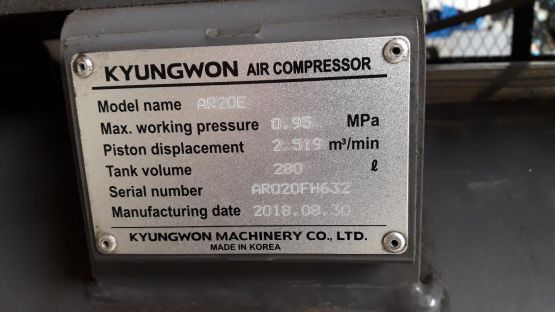 KYUNGWON AIR COMPRESSOR
Model name AR20E
Max. working pressure 0.95 MPa
Piston displacement 2.519 m³/min
Tank volume 280 ℓ
Serial number AR020FH632
Manufacturing date 2018.08.30
KYUNGWON MACHINERY CO., LTD.
MADE IN KOREA